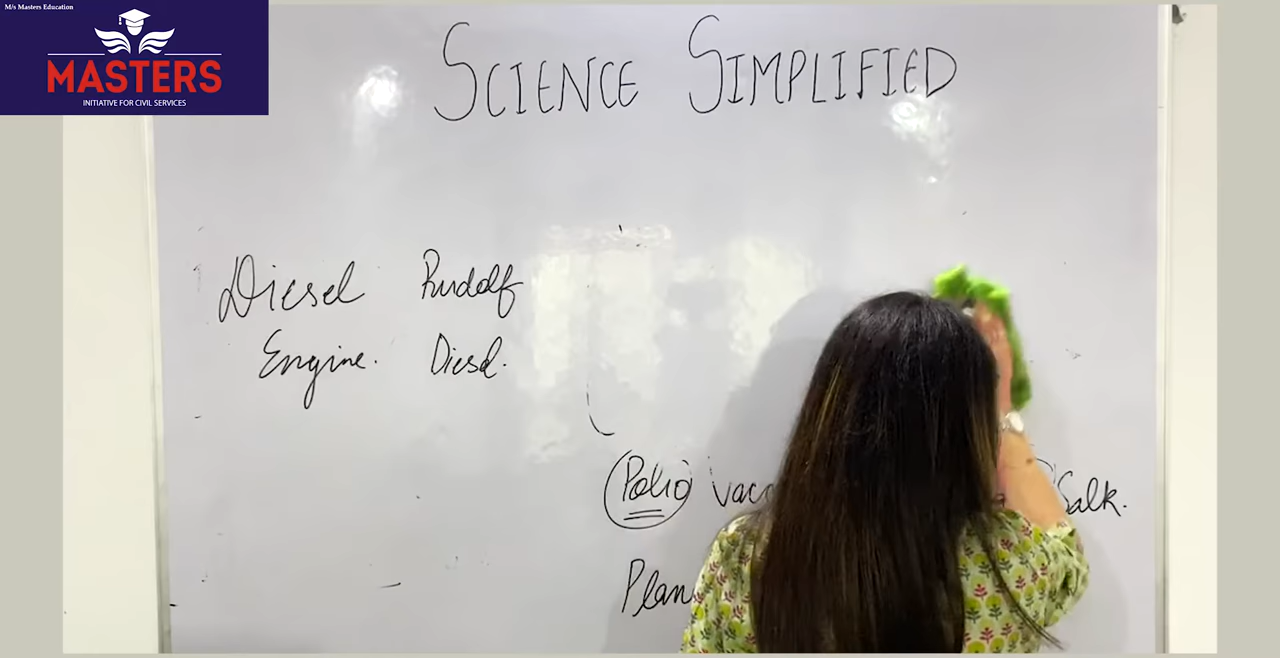 M/s Masters Education
MASTERS
INITIATIVE FOR CIVIL SERVICES
SCIENCE SIMPLIFIED
Diesel Rudolf
Engine. Diesel.
Polio Salk.